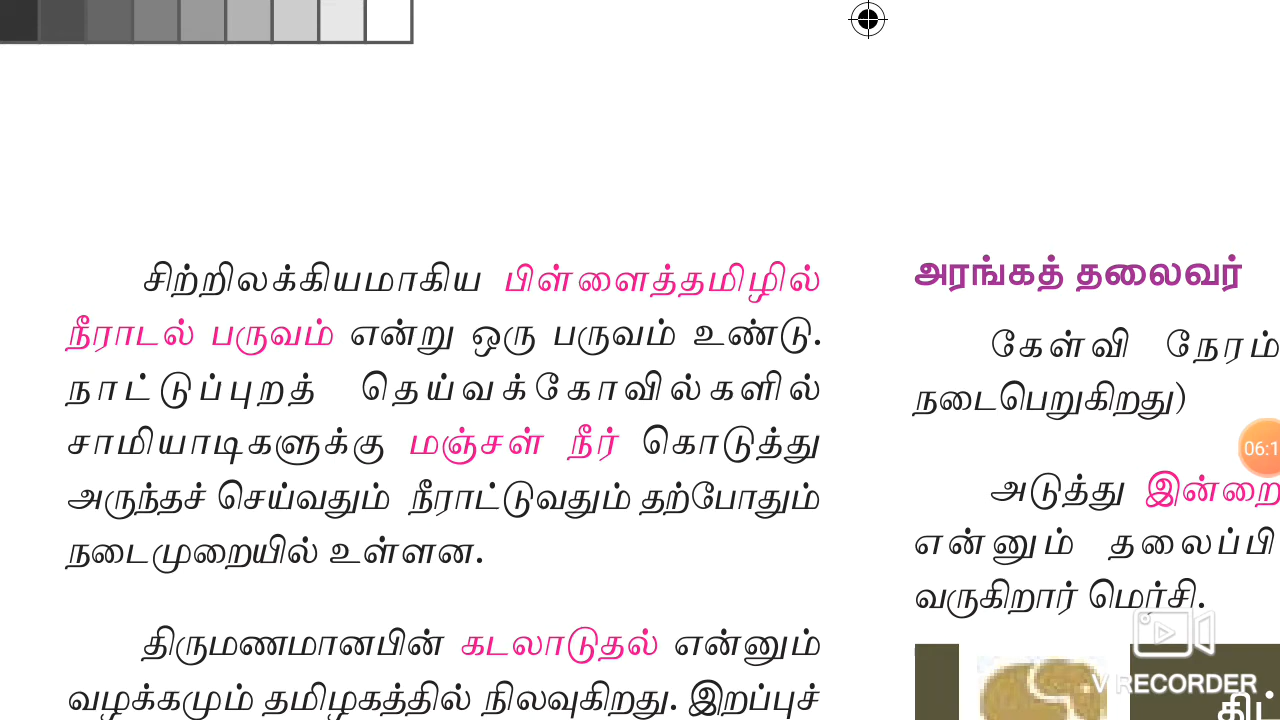 சிற்றிலக்கியமாகிய பிள்ளைத்தமிழில்
நீராடல் பருவம் என்று ஒரு பருவம் உண்டு.
நாட்டுப்புறத் தெய்வக்கோவில்களில்
சாமியாடிகளுக்கு மஞ்சள் நீர் கொடுத்து
அருந்தச் செய்வதும் நீராட்டுவதும் தற்போதும்
நடைமுறையில் உள்ளன.
திருமணமானபின் கடலாடுதல் என்னும்
வழக்கமும் தமிழகத்தில் நிலவுகிறது. இறப்புச்
அரங்கத் தலைவர்
கேள்வி நேரம்
நடைபெறுகிறது)
அடுத்து
என்னும்
வருகிறார் மெர்சி.
06:1
V RECORDER